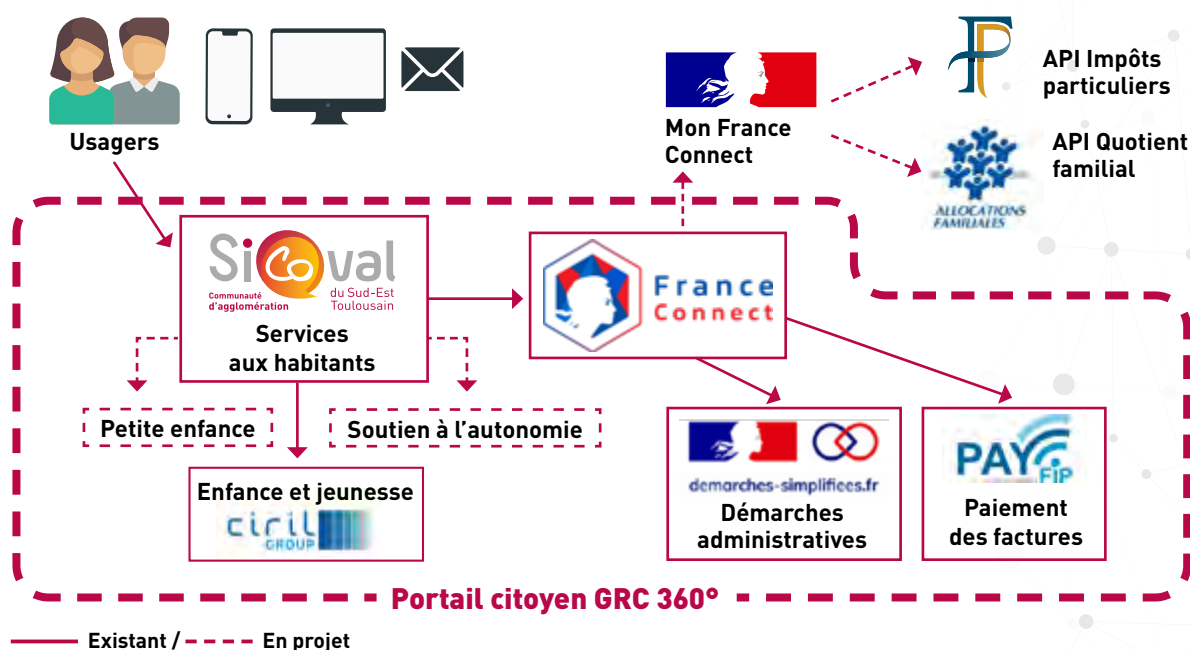 Usagers
Mon France
Connect
API Impôts
particuliers
API Quotient
familial
ALLOCATIONS
FAMILIALES
Sicoval
Communauté
d'agglomération
du Sud-Est
Toulousain
Services
aux habitants
France
Connect
Petite enfance
Soutien à l'autonomie
Enfance et jeunesse
ciril
GROUP
demarches-simplifiees.fr
Démarches
administratives
PAY
FiP
Paiement
des factures
Portail citoyen GRC 360°
Existant / En projet